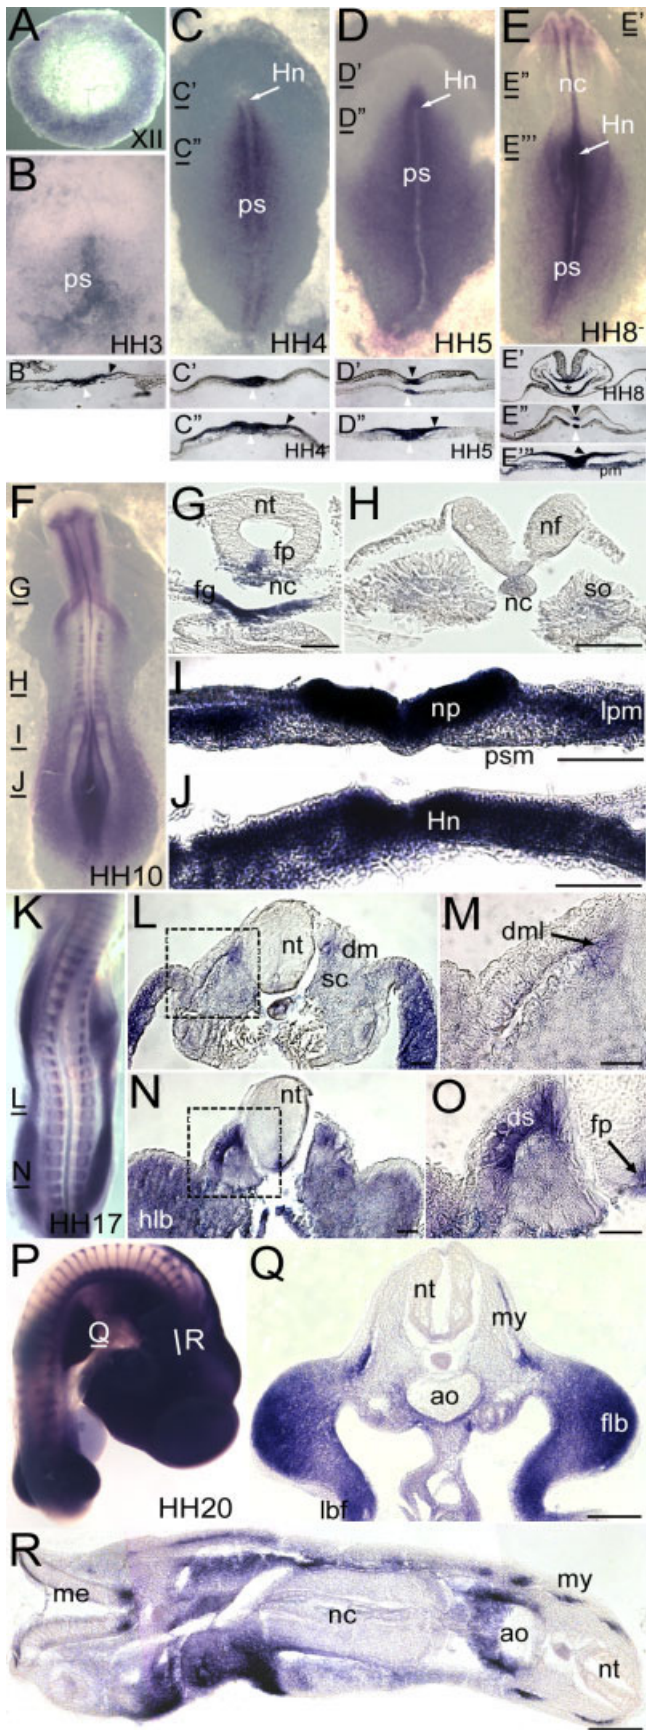 A
XII
B
ps
HH3
B'
C
C'
Hn
C"
ps
HH4
C'
C"
HH4
D
D'
Hn
D"
ps
HH5
D'
D"
HH5
E
E'
E"
nc
Hn
E'"
ps
HH8-
E'
HH8
E"
E'"
pm
F
G
H
I
J
HH10
G
nt
fp
nc
fg
H
nf
nc
so
I
np
lpm
psm
J
Hn
K
L
N
HH17
L
nt
dm
sc
M
dml
N
nt
hlb
O
ds
fp
P
Q
R
HH20
Q
nt
my
ao
flb
lbf
R
me
nc
my
ao
nt